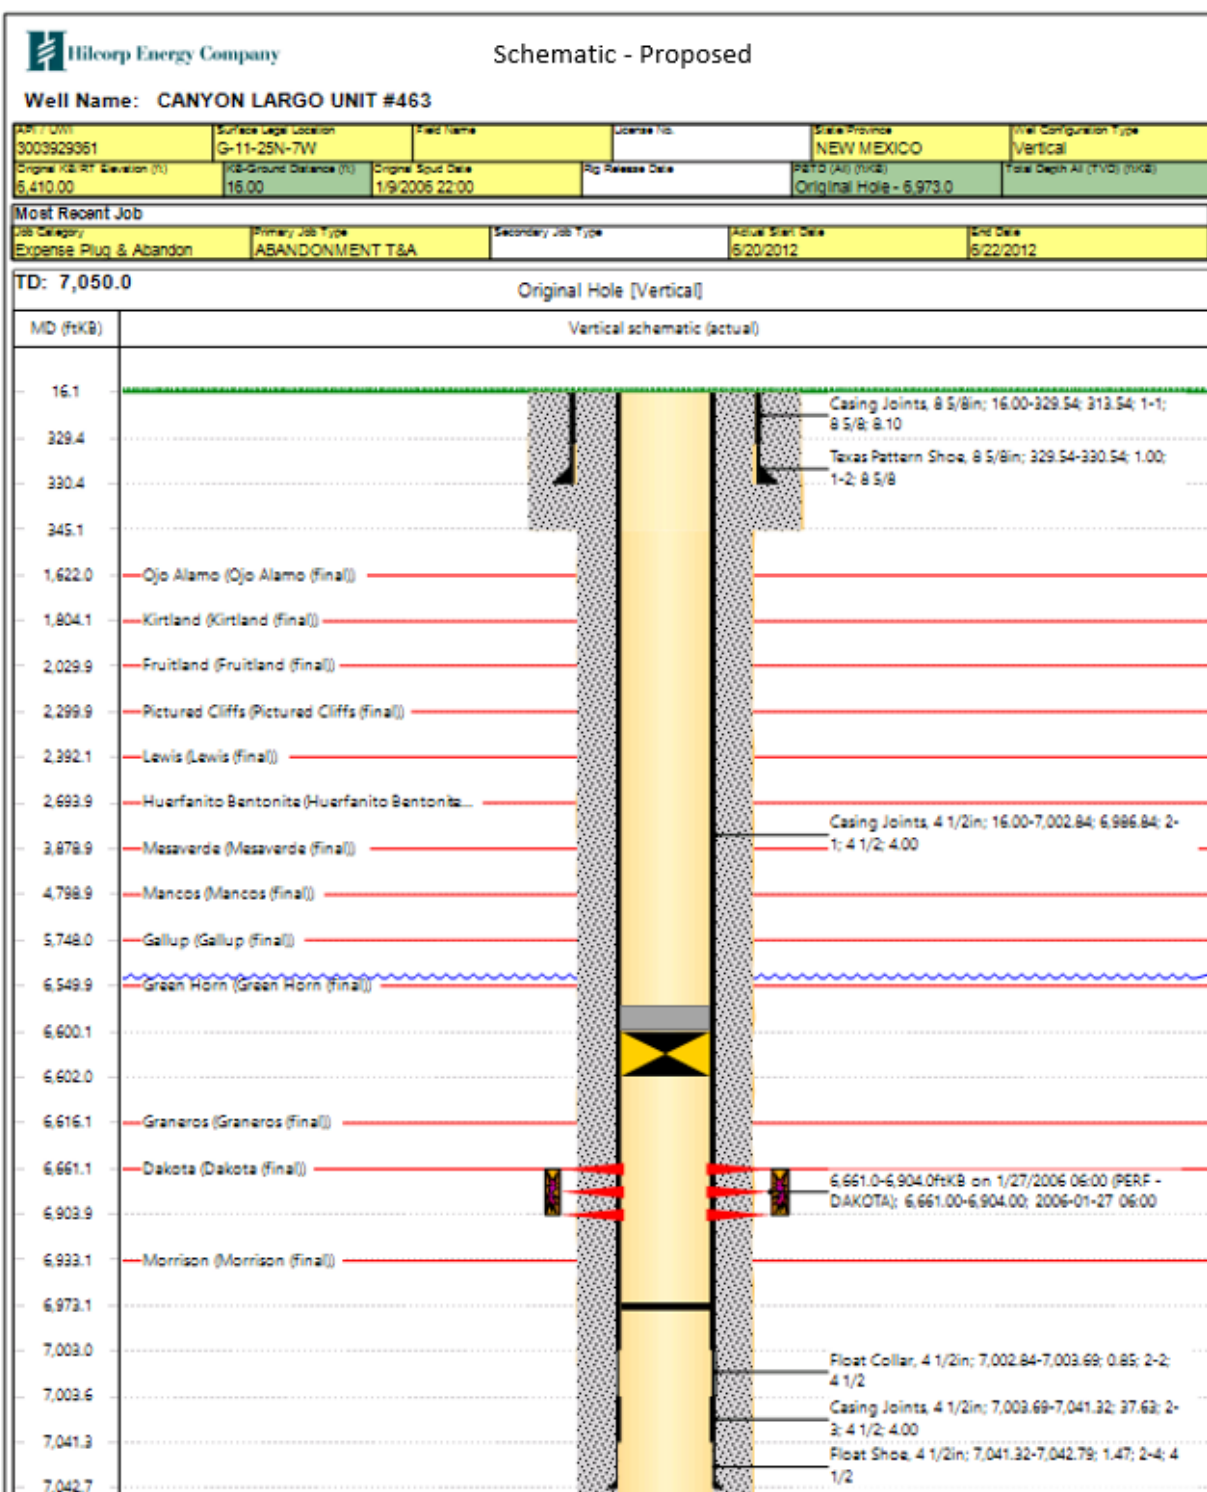 Hilcorp Energy Company
Schematic - Proposed
Well Name: CANYON LARGO UNIT #463
API / UWI
Surface Legal Location
Field Name
License No.
State/Province
Well Configuration Type
3003929361
G-11-25N-7W
NEW MEXICO
Vertical
Original KB/RT Elevation (ft)
KB-Ground Distance (ft)
Original Spud Date
Rig Release Date
PBTD (All) (ftKB)
Total Depth All (TVD) (ftKB)
6,410.00
16.00
1/9/2006 22:00
Original Hole - 6,973.0
Most Recent Job
Job Category
Primary Job Type
Secondary Job Type
Actual Start Date
End Date
Expense Plug & Abandon
ABANDONMENT T&A
6/20/2012
6/22/2012
TD: 7,050.0
Original Hole [Vertical]
MD (ftKB)
Vertical schematic (actual)
16.1
Casing Joints, 8 5/8in; 16.00-329.54; 313.54; 1-1;
8 5/8; 8.10
329.4
Texas Pattern Shoe, 8 5/8in; 329.54-330.54; 1.00;
1-2; 8 5/8
330.4
345.1
1,622.0
Ojo Alamo (Ojo Alamo (final))
1,804.1
Kirtland (Kirtland (final))
2,029.9
Fruitland (Fruitland (final))
2,299.9
Pictured Cliffs (Pictured Cliffs (final))
2,392.1
Lewis (Lewis (final))
2,693.9
Huerfanito Bentonite (Huerfanito Bentonite...
Casing Joints, 4 1/2in; 16.00-7,002.84; 6,986.84; 2-
1; 4 1/2; 4.00
3,878.9
Mesaverde (Mesaverde (final))
4,798.9
Mancos (Mancos (final))
5,748.0
Gallup (Gallup (final))
6,549.9
Green Horn (Green Horn (final))
6,600.1
6,602.0
6,616.1
Graneros (Graneros (final))
6,661.1
Dakota (Dakota (final))
6,661.0-6,904.0ftKB on 1/27/2006 06:00 (PERF -
DAKOTA); 6,661.00-6,904.00; 2006-01-27 06:00
6,903.9
6,933.1
Morrison (Morrison (final))
6,973.1
7,003.0
Float Collar, 4 1/2in; 7,002.84-7,003.69; 0.85; 2-2;
4 1/2
7,003.6
Casing Joints, 4 1/2in; 7,003.69-7,041.32; 37.63; 2-
3; 4 1/2; 4.00
7,041.3
Float Shoe, 4 1/2in; 7,041.32-7,042.79; 1.47; 2-4; 4
1/2
7,042.7